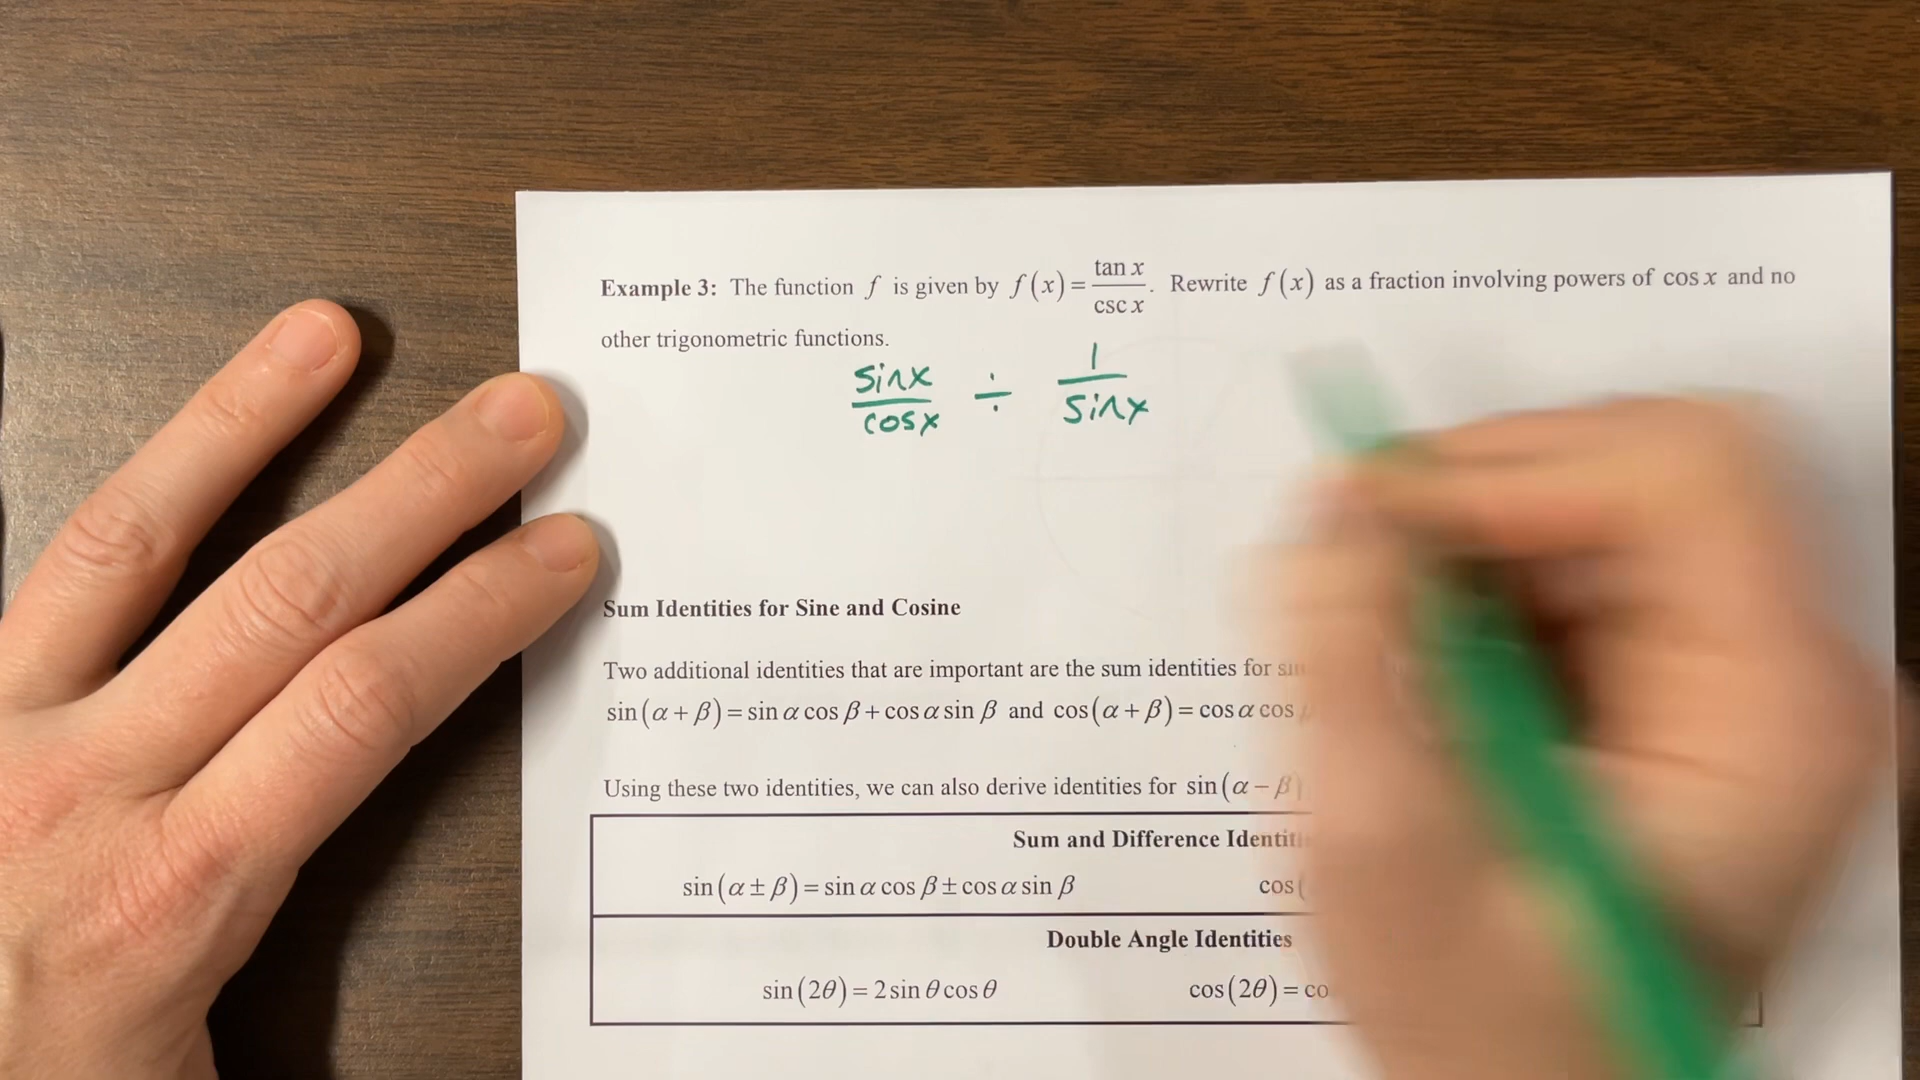 Example 3: The function f is given by f(x) = tan x / csc x. Rewrite f(x) as a fraction involving powers of cos x and no
other trigonometric functions.
sinx / cosx ÷ 1 / sinx
Sum Identities for Sine and Cosine
Two additional identities that are important are the sum identities for
sin(α + β) = sin α cos β + cos α sin β and cos(α + β) = cos α cos
Using these two identities, we can also derive identities for sin(α − β)
Sum and Difference
sin(α ± β) = sin α cos β ± cos α sin β cos(
Double Angle Identities
sin(2θ) = 2 sin θ cos θ cos(2θ) =